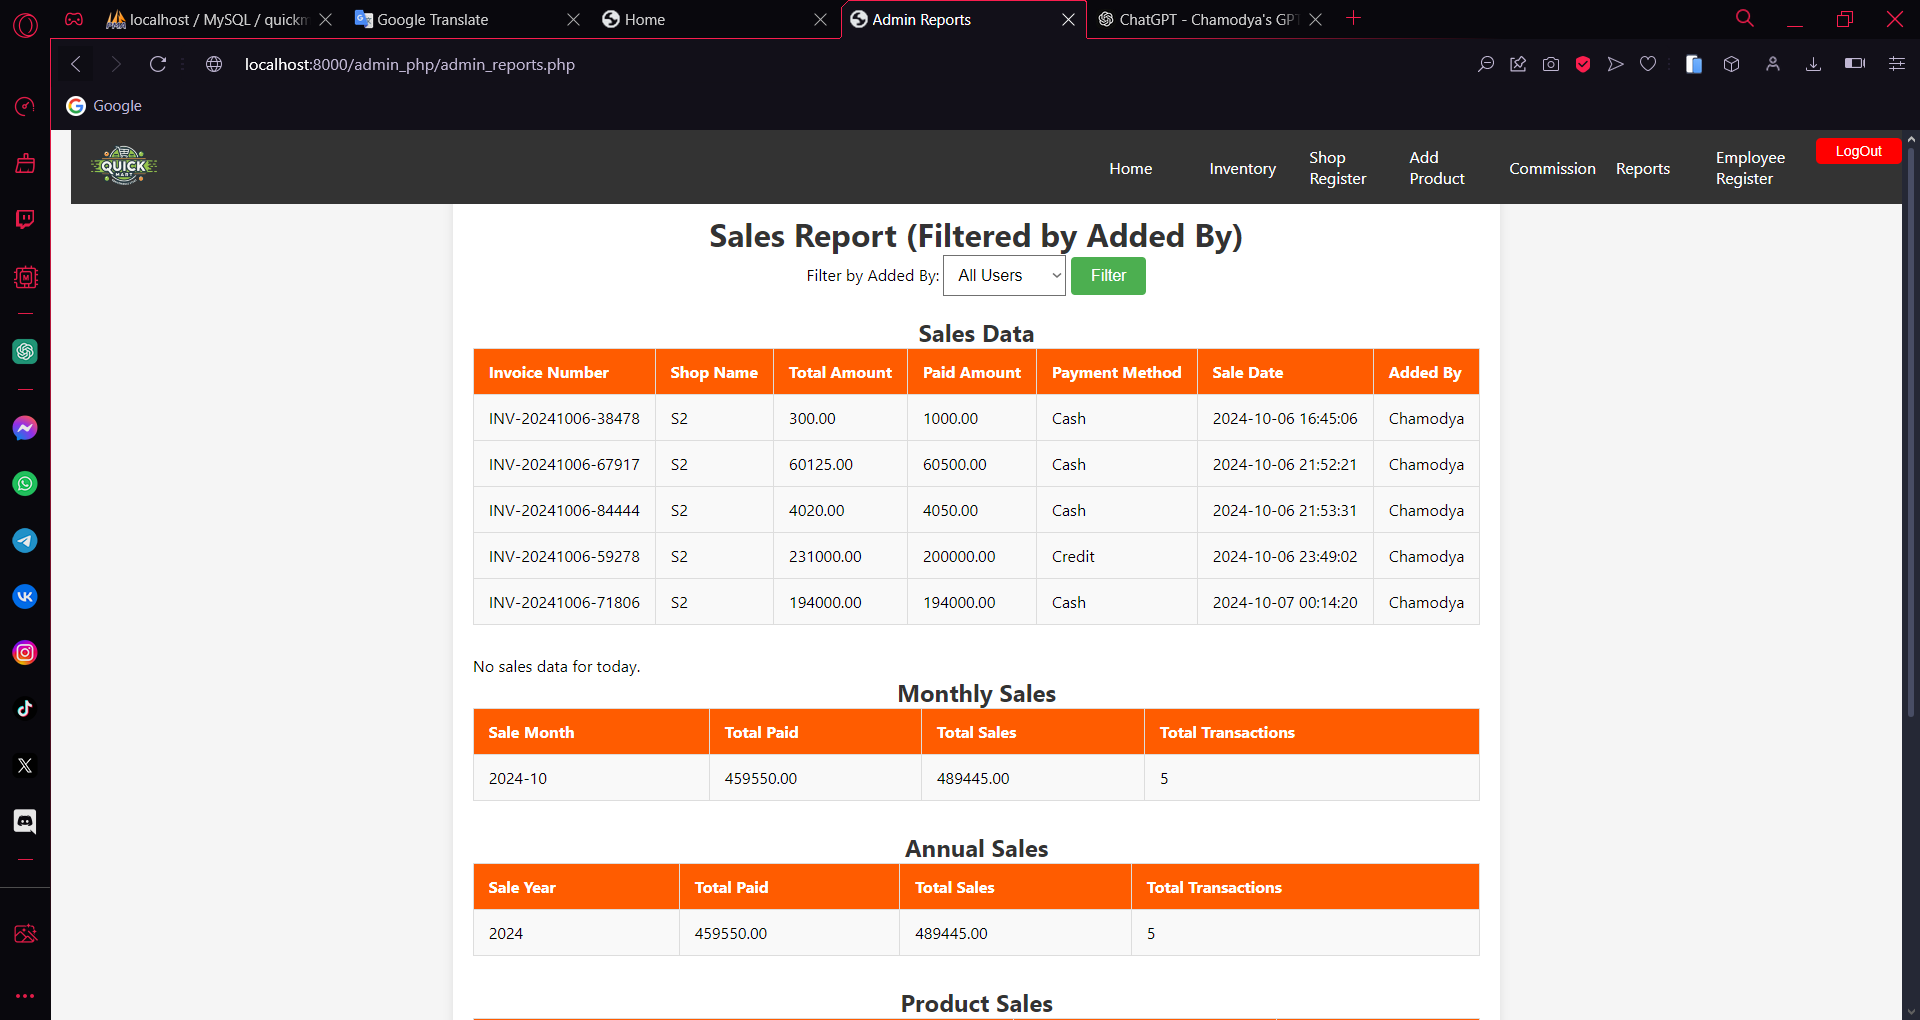 localhost / MySQL / quickm
Google Translate
Home
Admin Reports
ChatGPT - Chamodya's GPT
localhost:8000/admin_php/admin_reports.php
Google
QUICK
MART
Home
Inventory
Shop Register
Add Product
Commission
Reports
Employee Register
LogOut
Sales Report (Filtered by Added By)
Filter by Added By: All Users Filter
Sales Data
Invoice Number Shop Name Total Amount Paid Amount Payment Method Sale Date Added By
INV-20241006-38478 S2 300.00 1000.00 Cash 2024-10-06 16:45:06 Chamodya
INV-20241006-67917 S2 60125.00 60500.00 Cash 2024-10-06 21:52:21 Chamodya
INV-20241006-84444 S2 4020.00 4050.00 Cash 2024-10-06 21:53:31 Chamodya
INV-20241006-59278 S2 231000.00 200000.00 Credit 2024-10-06 23:49:02 Chamodya
INV-20241006-71806 S2 194000.00 194000.00 Cash 2024-10-07 00:14:20 Chamodya
No sales data for today.
Monthly Sales
Sale Month Total Paid Total Sales Total Transactions
2024-10 459550.00 489445.00 5
Annual Sales
Sale Year Total Paid Total Sales Total Transactions
2024 459550.00 489445.00 5
Product Sales